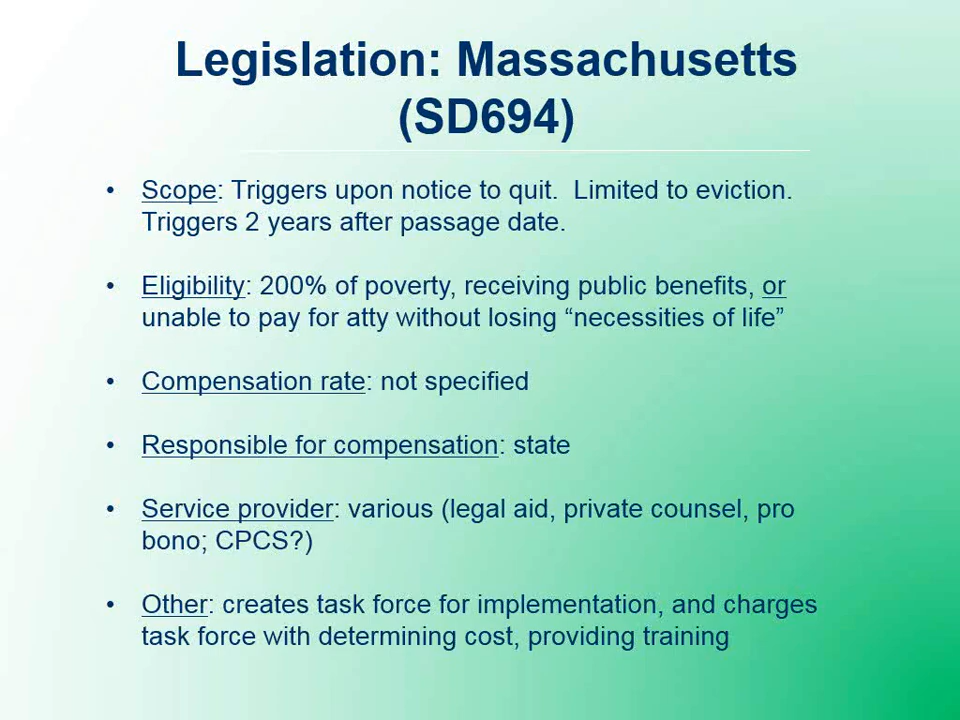 Legislation: Massachusetts
(SD694)
• Scope: Triggers upon notice to quit.  Limited to eviction.
Triggers 2 years after passage date.
• Eligibility: 200% of poverty, receiving public benefits, or
unable to pay for atty without losing “necessities of life”
• Compensation rate: not specified
• Responsible for compensation: state
• Service provider: various (legal aid, private counsel, pro
bono; CPCS?)
• Other: creates task force for implementation, and charges
task force with determining cost, providing training